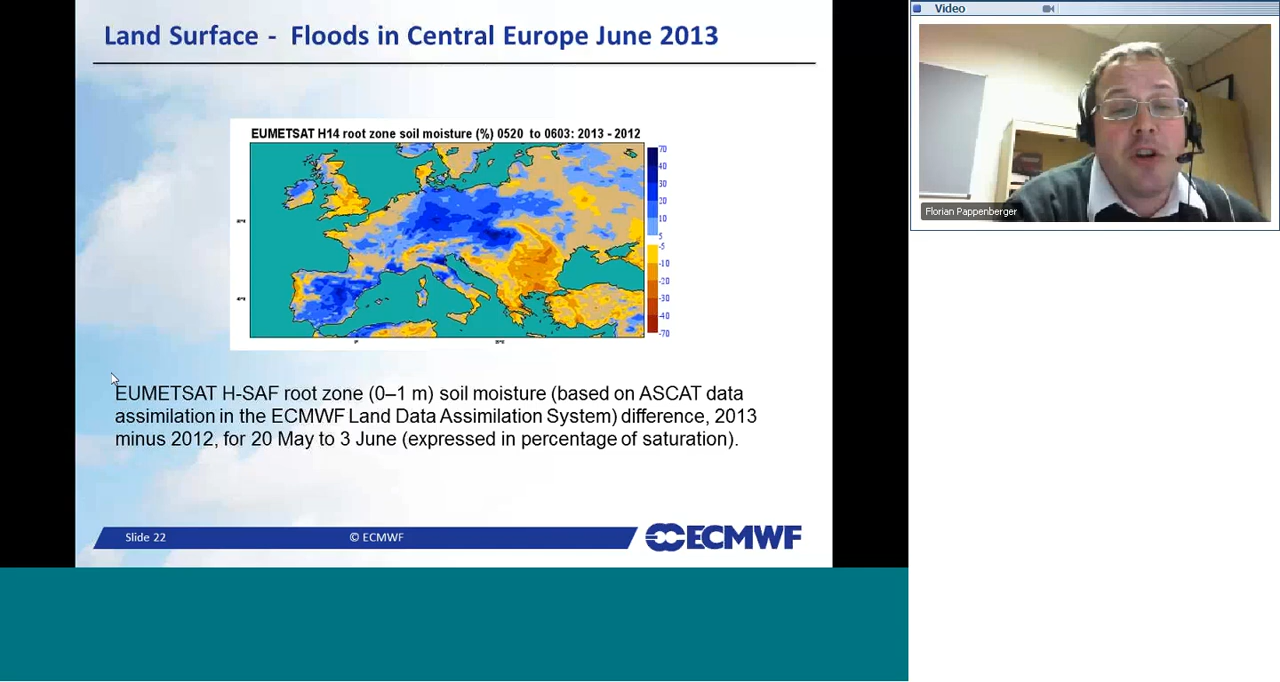 Land Surface - Floods in Central Europe June 2013
EUMETSAT H14 root zone soil moisture (%) 0520 to 0603: 2013 - 2012
70
40
30
20
10
5
-5
-10
-20
-30
-40
-70
EUMETSAT H-SAF root zone (0–1 m) soil moisture (based on ASCAT data
assimilation in the ECMWF Land Data Assimilation System) difference, 2013
minus 2012, for 20 May to 3 June (expressed in percentage of saturation).
Slide 22
© ECMWF
ECMWF
Video
Florian Pappenberger